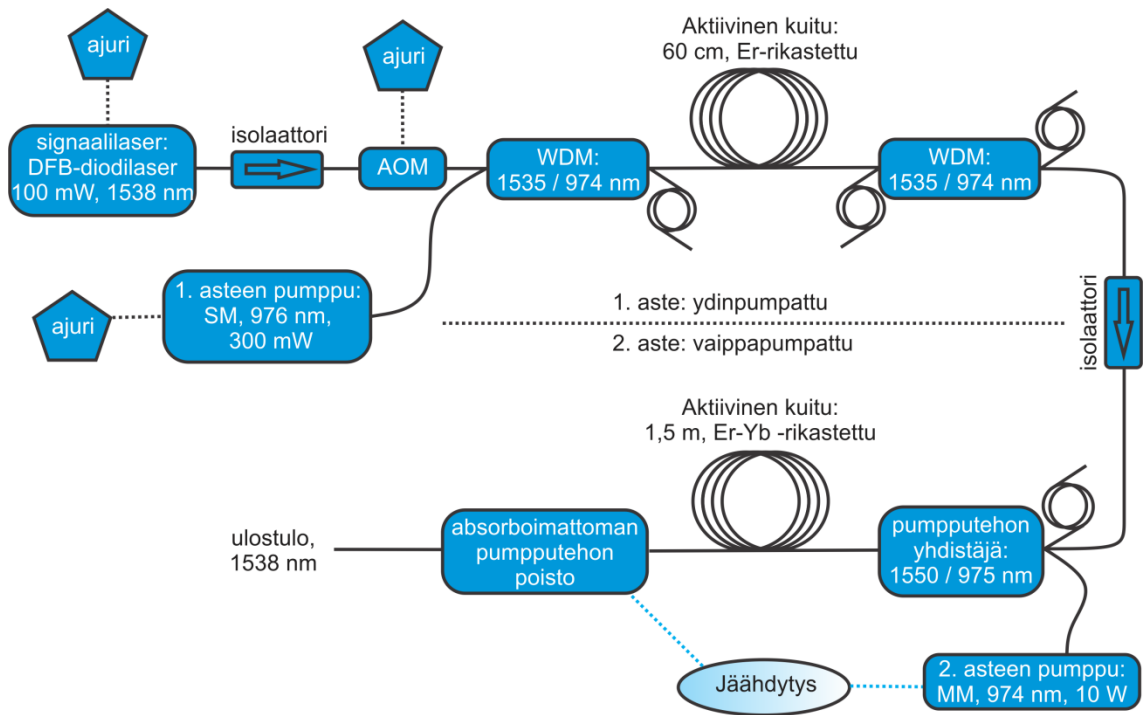 ajuri
ajuri
Aktiivinen kuitu:
60 cm, Er-rikastettu
signaalilaser:
DFB-diodilaser
100 mW, 1538 nm
isolaattori
AOM
WDM:
1535 / 974 nm
WDM:
1535 / 974 nm
ajuri
1. asteen pumppu:
SM, 976 nm,
300 mW
1. aste: ydinpumpattu
2. aste: vaippapumpattu
isolaattori
Aktiivinen kuitu:
1,5 m, Er-Yb -rikastettu
ulostulo,
1538 nm
absorboimattoman
pumpputehon
poisto
pumpputehon
yhdistäjä:
1550 / 975 nm
Jäähdytys
2. asteen pumppu:
MM, 974 nm, 10 W